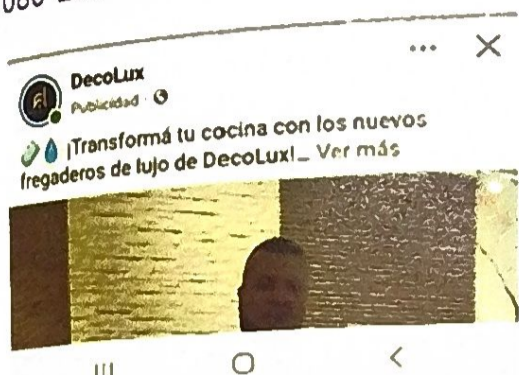 DecoLux
Publicidad
¡Transformá tu cocina con los nuevos
fregaderos de lujo de DecoLux!... Ver más